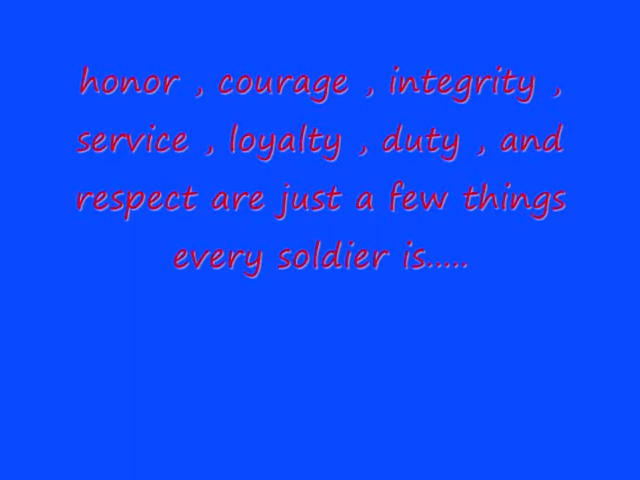 honor , courage , integrity ,
service , loyalty , duty , and
respect are just a few things
every soldier is.....